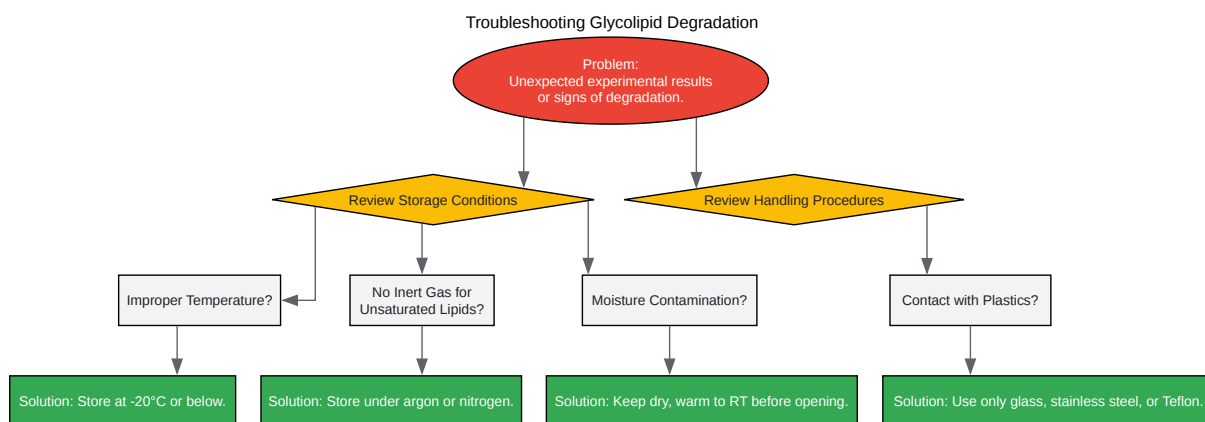 Troubleshooting Glycolipid Degradation
Problem:
Unexpected experimental results
or signs of degradation.
Review Storage Conditions
Review Handling Procedures
Improper Temperature?
No Inert Gas for
Unsaturated Lipids?
Moisture Contamination?
Contact with Plastics?
Solution: Store at -20°C or below.
Solution: Store under argon or nitrogen.
Solution: Keep dry, warm to RT before opening.
Solution: Use only glass, stainless steel, or Teflon.